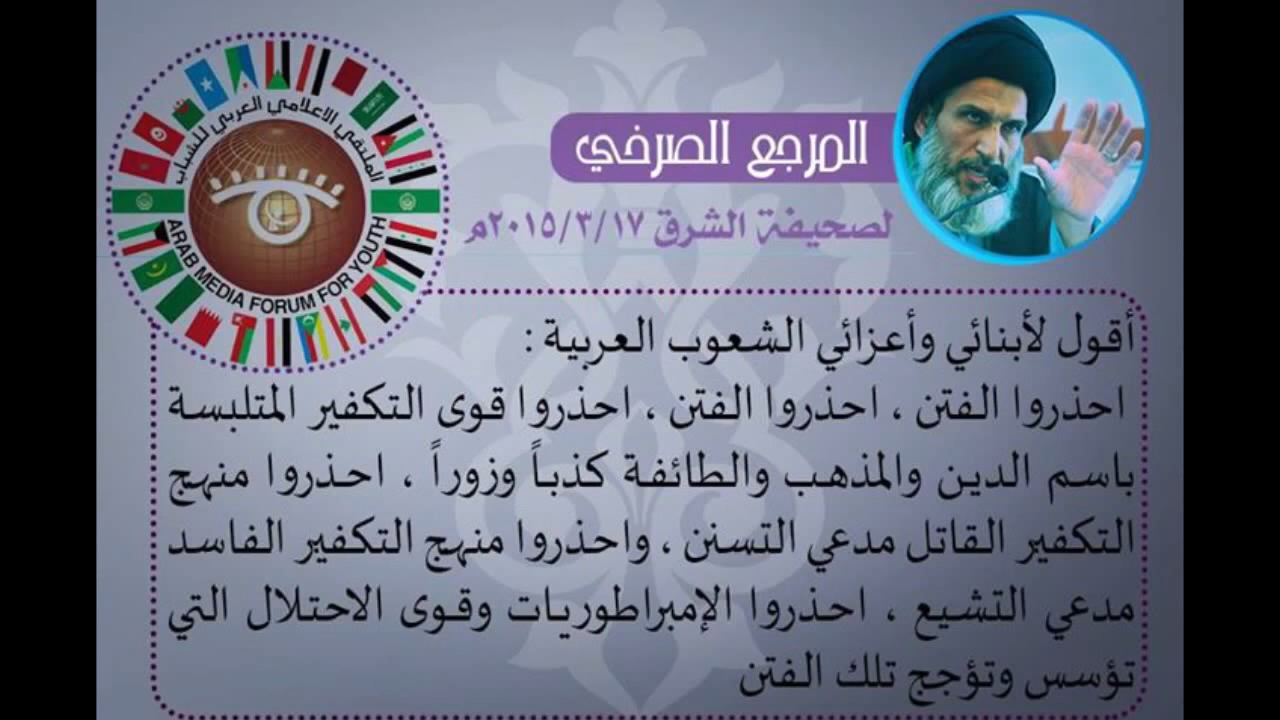 الملتقى الاعلامي العربي للشباب
ARAB MEDIA FORUM FOR YOUTH
المرجع الصرخي
لصحيفة الشرق ٢٠١٥/٣/١٧م
أقول لأبنائي وأعزائي الشعوب العربية :
احذروا الفتن ، احذروا الفتن ، احذروا قوى التكفير المتلبسة
باسم الدين والمذهب والطائفة كذباً وزوراً ، احذروا منهج
التكفير القاتل مدعي التسنن ، واحذروا منهج التكفير الفاسد
مدعي التشيع ، احذروا الإمبراطوريات وقوى الاحتلال التي
تؤسس وتؤجج تلك الفتن